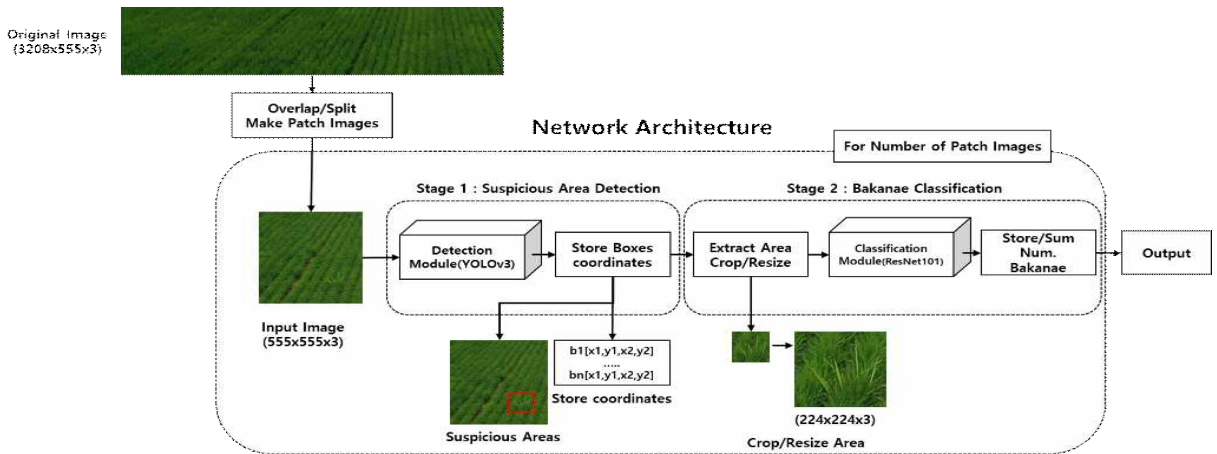 Original Image
(3208x555x3)
Overlap/Split
Make Patch Images
Network Architecture
For Number of Patch Images
Stage 1 : Suspicious Area Detection
Stage 2 : Bakanae Classification
Detection
Module(YOLOv3)
Store Boxes
coordinates
Extract Area
Crop/Resize
Classification
Module(ResNet101)
Store/Sum
Num.
Bakanae
Output
Input Image
(555x555x3)
b1[x1,y1,x2,y2]
.....
bn[x1,y1,x2,y2]
Store coordinates
Suspicious Areas
(224x224x3)
Crop/Resize Area